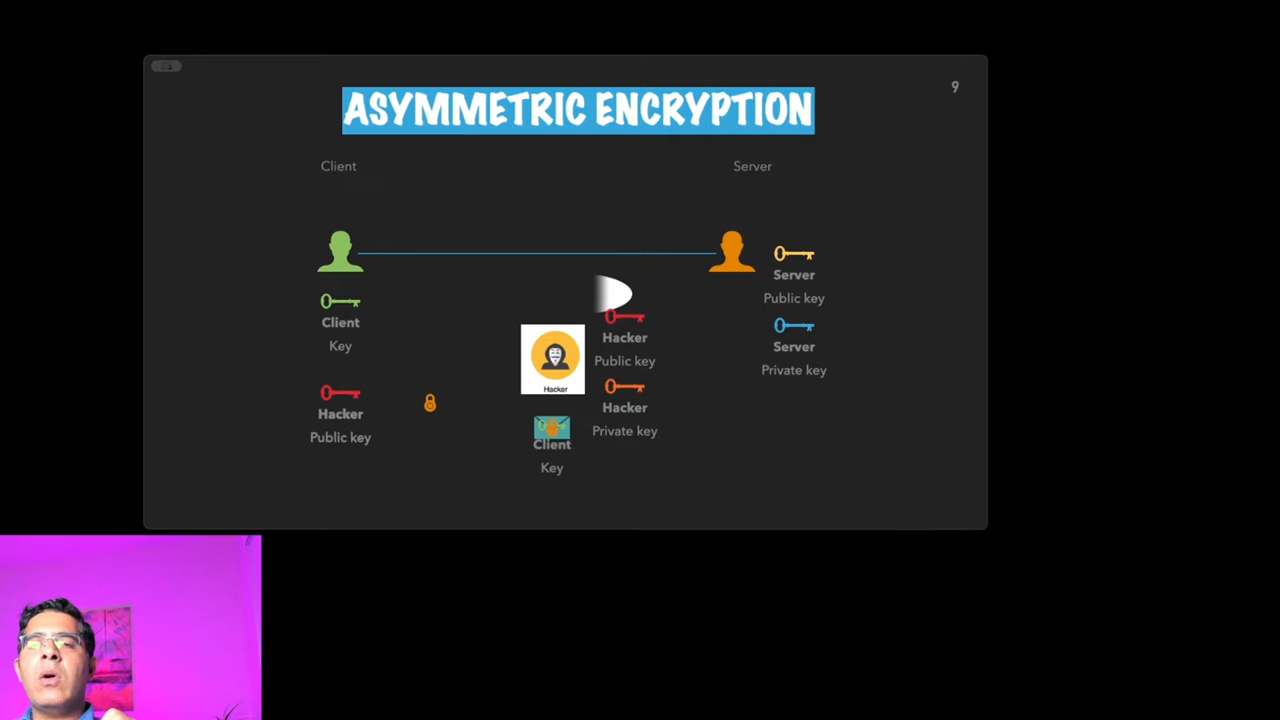 9
ASYMMETRIC ENCRYPTION
Client
Server
Server
Public key
Server
Private key
Client
Key
Hacker
Public key
Hacker
Hacker
Public key
Hacker
Private key
Client
Key